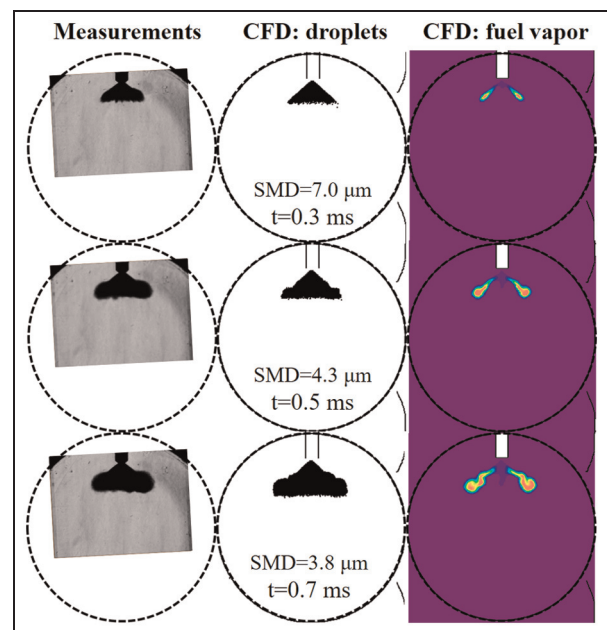 Measurements CFD: droplets CFD: fuel vapor
SMD=7.0 μm
t=0.3 ms
SMD=4.3 μm
t=0.5 ms
SMD=3.8 μm
t=0.7 ms